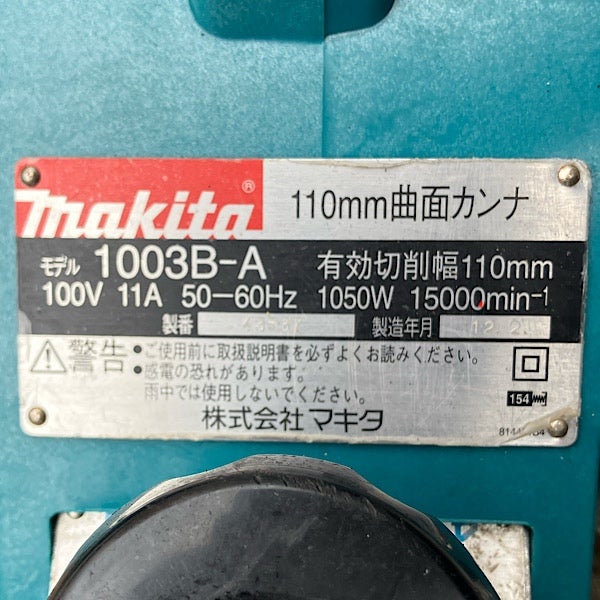 makita® 110mm曲面カンナ
モデル 1003B-A 有効切削幅110mm
100V 11A 50-60Hz 1050W 15000min-1
製番 製造年月
警告 ・ご使用前に取扱説明書を必ずよくお読みください。
・感電の恐れがあります。
雨中では使用しないでください。
154
株式会社マキタ